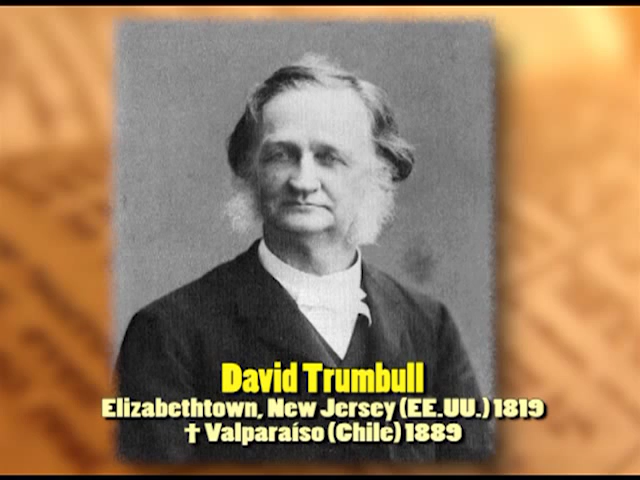 David Trumbull
Elizabethtown, New Jersey (EE.UU.) 1819
† Valparaíso (Chile) 1889